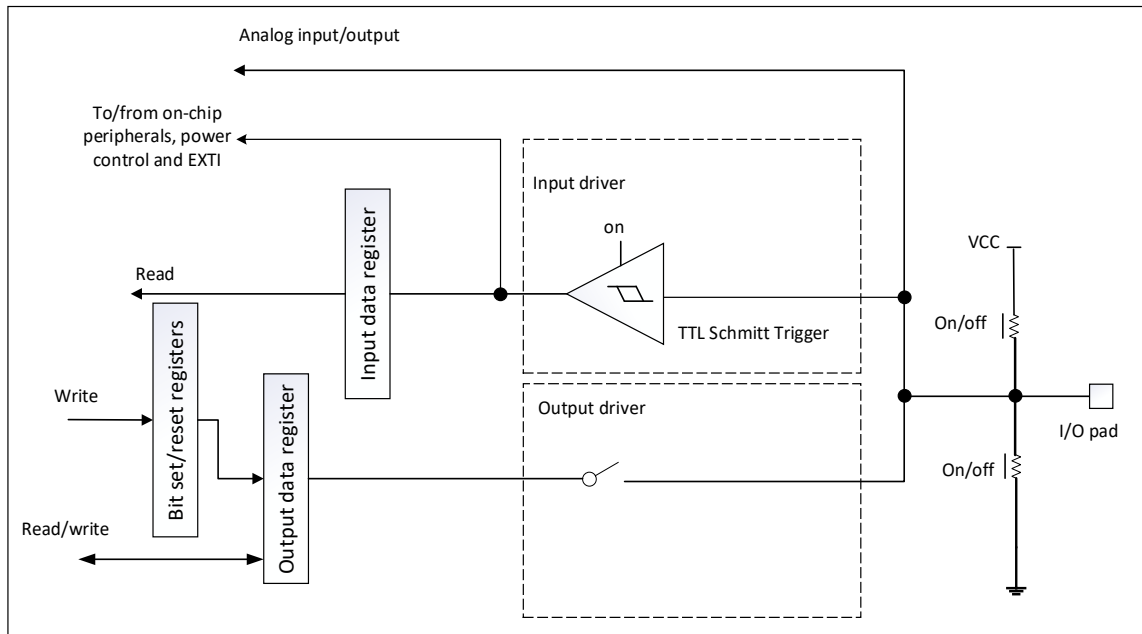 Analog input/output
To/from on-chip
peripherals, power
control and EXTI
Input driver
on
VCC
Input data register
Read
On/off
TTL Schmitt Trigger
Bit set/reset registers
Write
Output data register
Output driver
I/O pad
On/off
Read/write